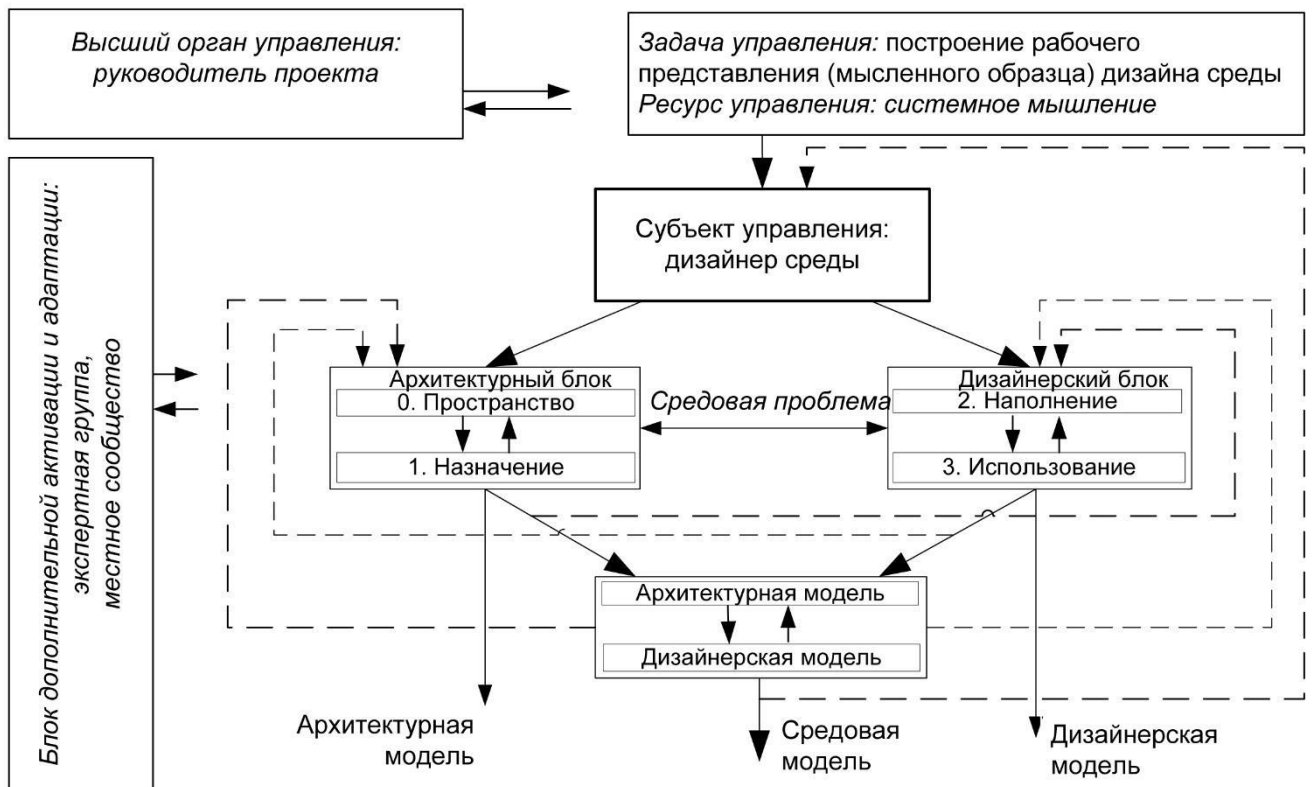 Высший орган управления:
руководитель проекта
Задача управления: построение рабочего
представления (мысленного образца) дизайна среды
Ресурс управления: системное мышление
Блок дополнительной активации и адаптации:
экспертная группа,
местное сообщество
Субъект управления:
дизайнер среды
Архитектурный блок
0. Пространство
1. Назначение
Средовая проблема
Дизайнерский блок
2. Наполнение
3. Использование
Архитектурная модель
Дизайнерская модель
Архитектурная
модель
Средовая
модель
Дизайнерская
модель